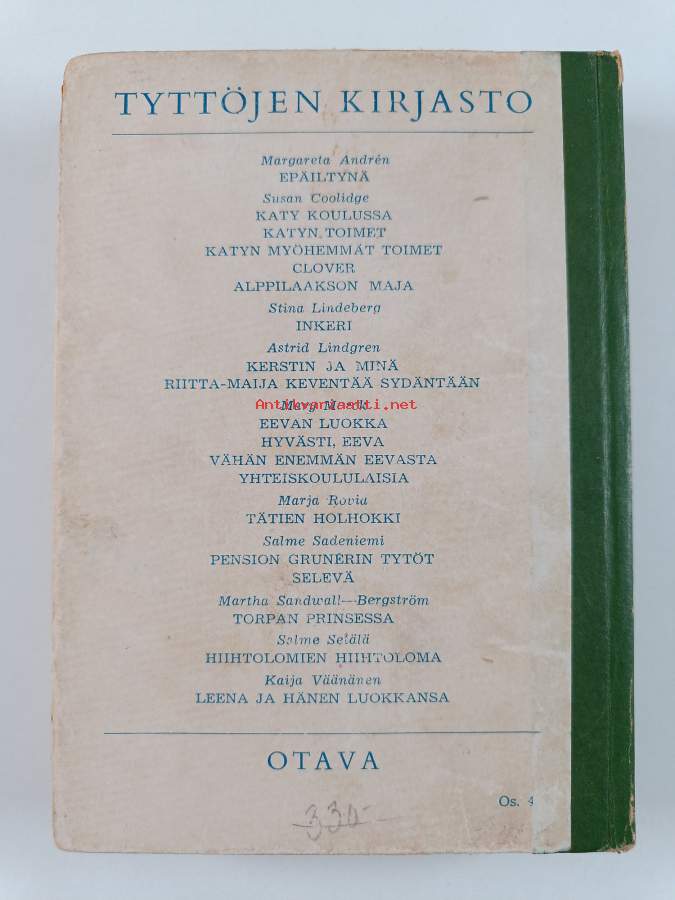 TYTTÖJEN KIRJASTO
Margareta Andrén
EPÄILTYNÄ
Susan Coolidge
KATY KOULUSSA
KATYN TOIMET
KATYN MYÖHEMMÄT TOIMET
CLOVER
ALPPILAAKSON MAJA
Stina Lindeberg
INKERI
Astrid Lindgren
KERSTIN JA MINÄ
RIITTA-MAIJA KEVENTÄÄ SYDÄNTÄÄN
Antikvariaatti.net
EEVAN LUOKKA
HYVÄSTI, EEVA
VÄHÄN ENEMMÄN EEVASTA
YHTEISKOULULAISIA
Marja Rovia
TÄTIEN HOLHOKKI
Salme Sadeniemi
PENSION GRUNERIN TYTÖT
SELEVÄ
Martha Sandwall—Bergström
TORPAN PRINSESSA
Salme Setälä
HIIHTOLOMIEN HIIHTOLOMA
Kaija Väänänen
LEENA JA HÄNEN LUOKKANSA
OTAVA
Os. 4
330-